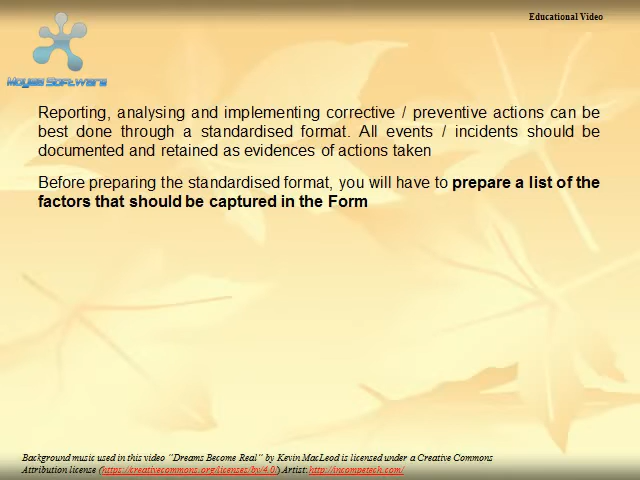 Educational Video
Moyea Software
Reporting, analysing and implementing corrective / preventive actions can be
best done through a standardised format. All events / incidents should be
documented and retained as evidences of actions taken
Before preparing the standardised format, you will have to prepare a list of the
factors that should be captured in the Form
Background music used in this video "Dreams Become Real" by Kevin MacLeod is licensed under a Creative Commons
Attribution license (https://creativecommons.org/licenses/by/4.0/) Artist: http://incompetech.com/